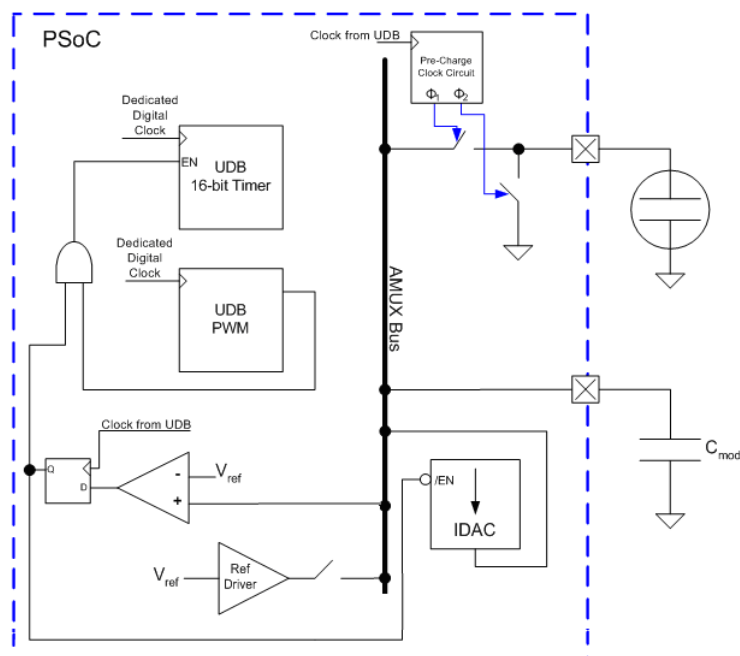 PSoC
Clock from UDB
Pre-Charge
Clock Circuit
Φ1 Φ2
Dedicated
Digital
Clock
EN
UDB
16-bit Timer
Dedicated
Digital
Clock
UDB
PWM
AMUX Bus
Clock from UDB
Q
D
-
+
Vref
/EN
IDAC
Cmod
Vref
Ref
Driver